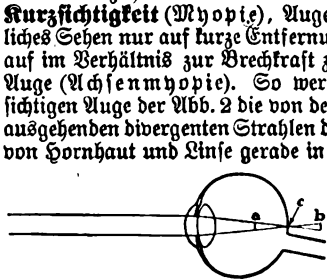 Kurzsichtigkeit (Myopie), Auge
liches Sehen nur auf kurze Entfernu
auf im Verhältnis zur Brechkraft z
Auge (Achsenmyopie). So wer
sichtigen Auge der Abb. 2 die von de
ausgehenden divergenten Strahlen d
von Hornhaut und Linse gerade in
a
c
b